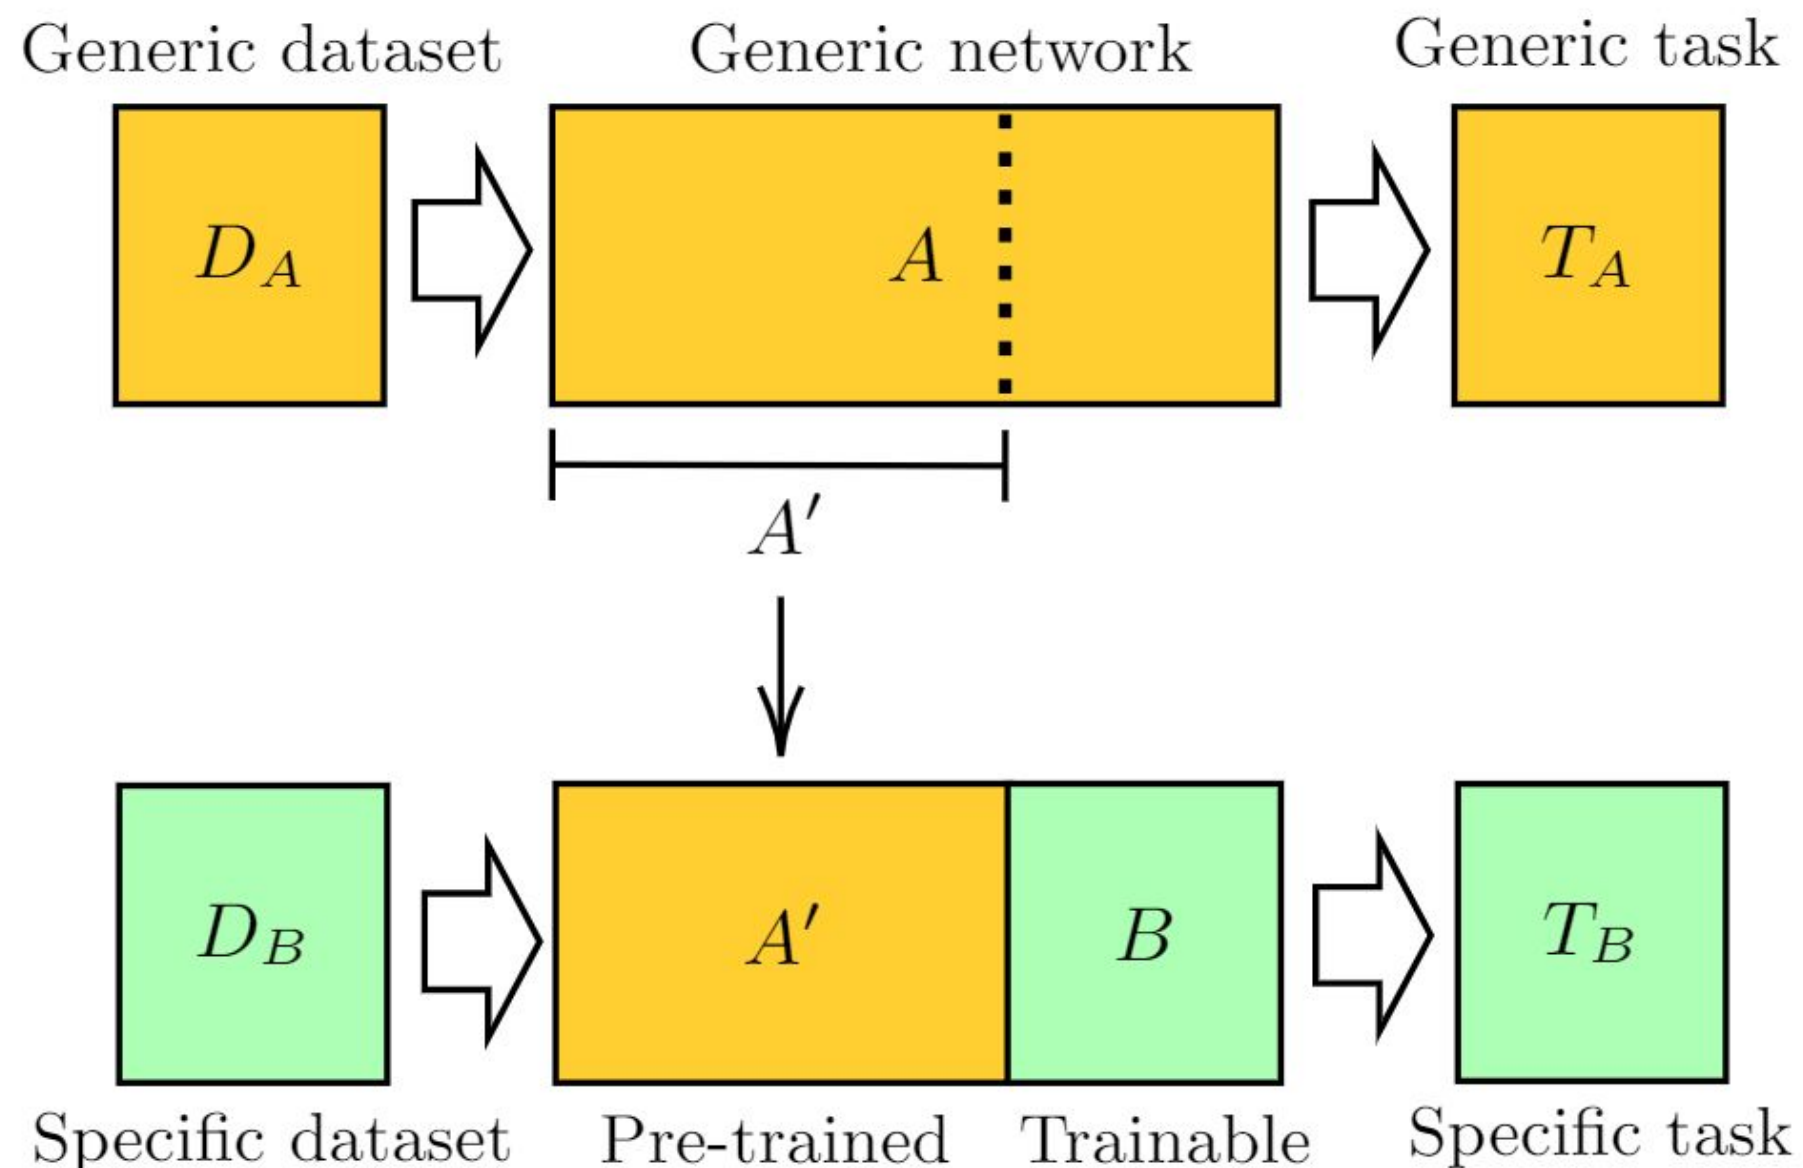 Generic dataset Generic network Generic task
D_A A T_A
A′
D_B A′ B T_B
Specific dataset Pre-trained Trainable Specific task